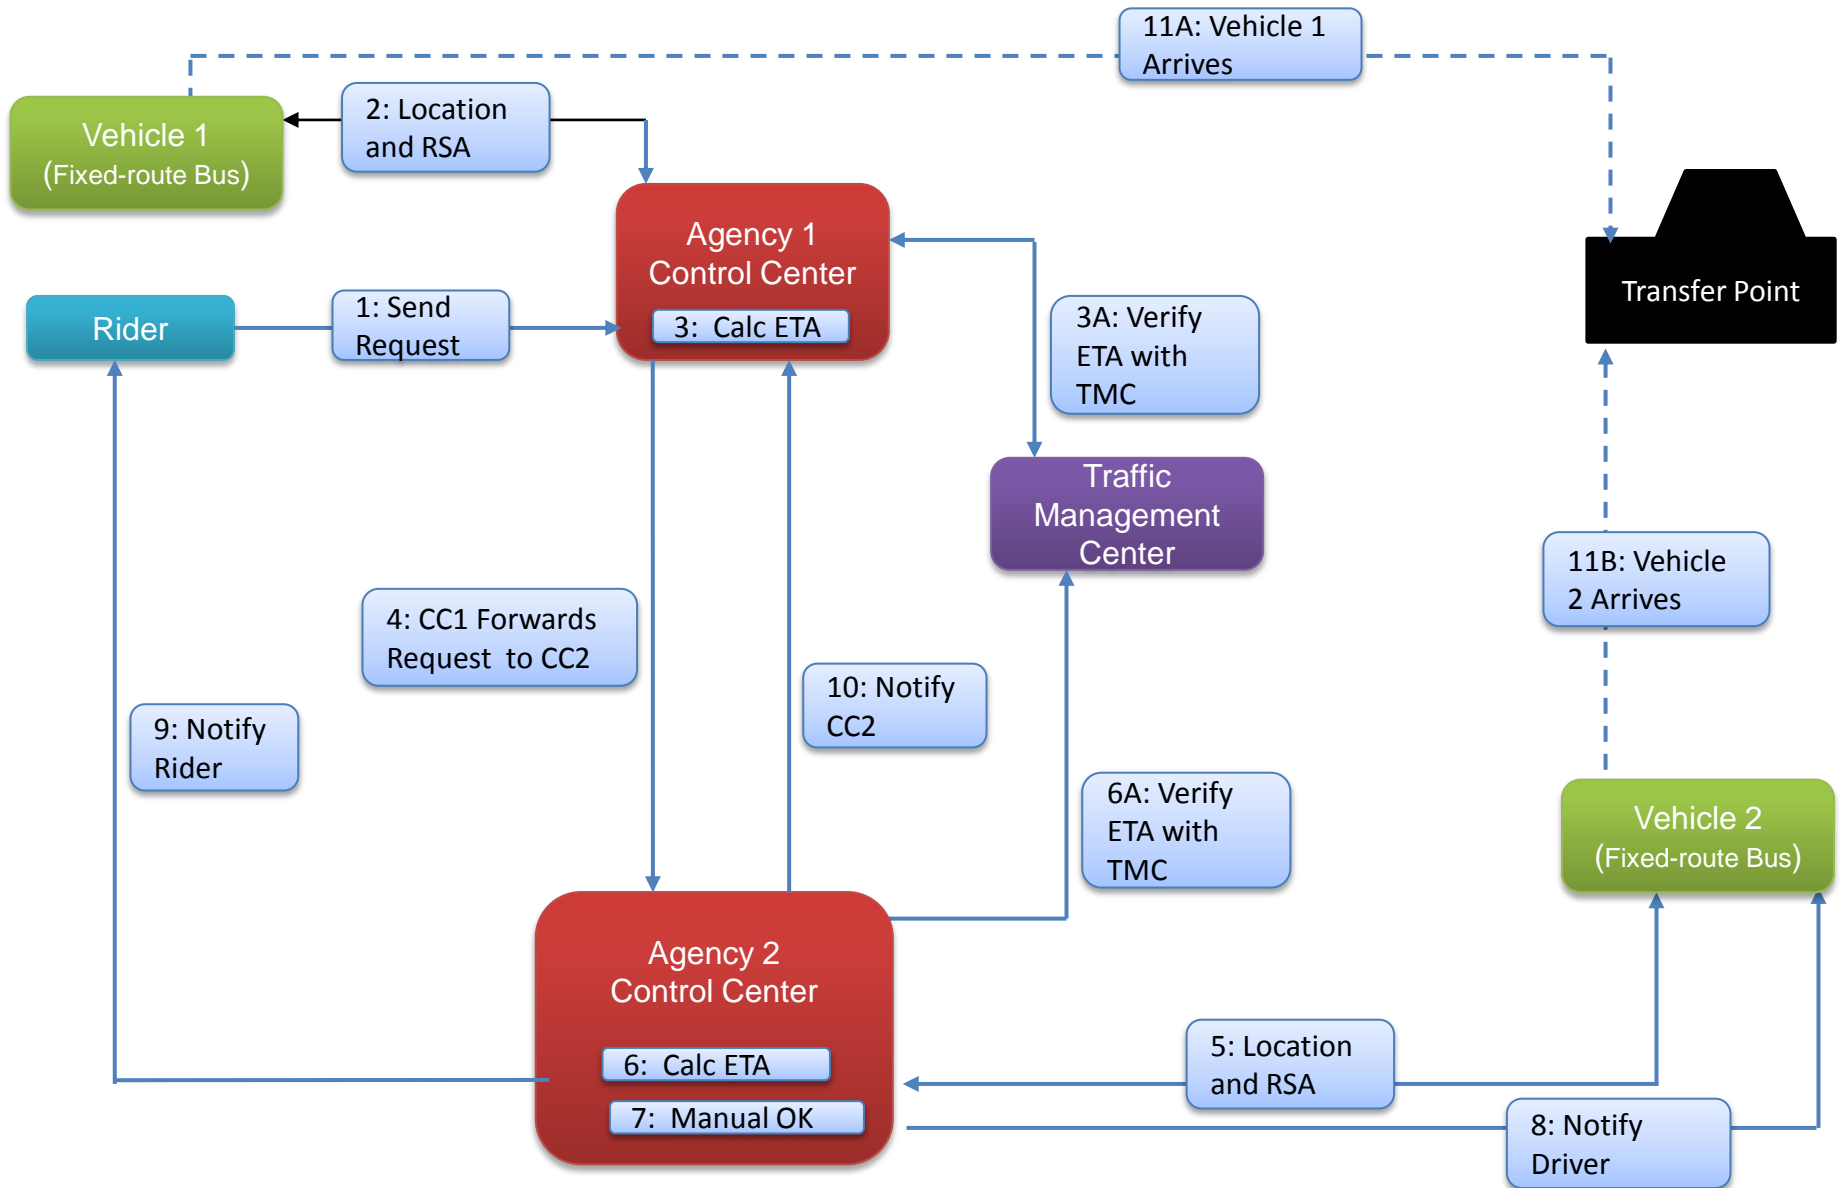 11A: Vehicle 1
Arrives
2: Location
and RSA
Vehicle 1
(Fixed-route Bus)
Agency 1
Control Center
3: Calc ETA
Transfer Point
Rider
1: Send
Request
3A: Verify
ETA with
TMC
Traffic
Management
Center
11B: Vehicle
2 Arrives
4: CC1 Forwards
Request to CC2
10: Notify
CC2
9: Notify
Rider
6A: Verify
ETA with
TMC
Vehicle 2
(Fixed-route Bus)
Agency 2
Control Center
6: Calc ETA
7: Manual OK
5: Location
and RSA
8: Notify
Driver